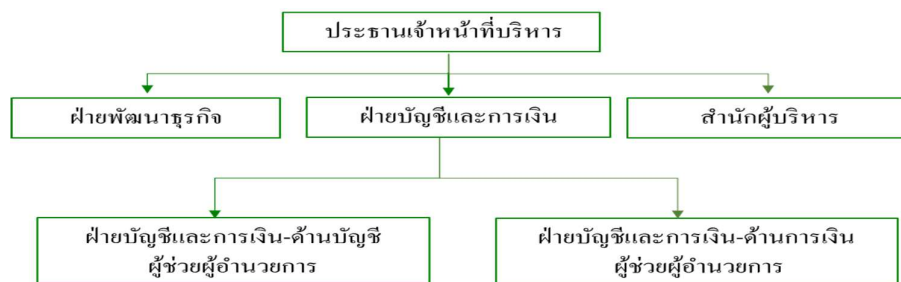 ประธานเจ้าหน้าที่บริหาร
ฝ่ายพัฒนาธุรกิจ
ฝ่ายบัญชีและการเงิน
สำนักผู้บริหาร
ฝ่ายบัญชีและการเงิน-ด้านบัญชี
ผู้ช่วยผู้อำนวยการ
ฝ่ายบัญชีและการเงิน-ด้านการเงิน
ผู้ช่วยผู้อำนวยการ